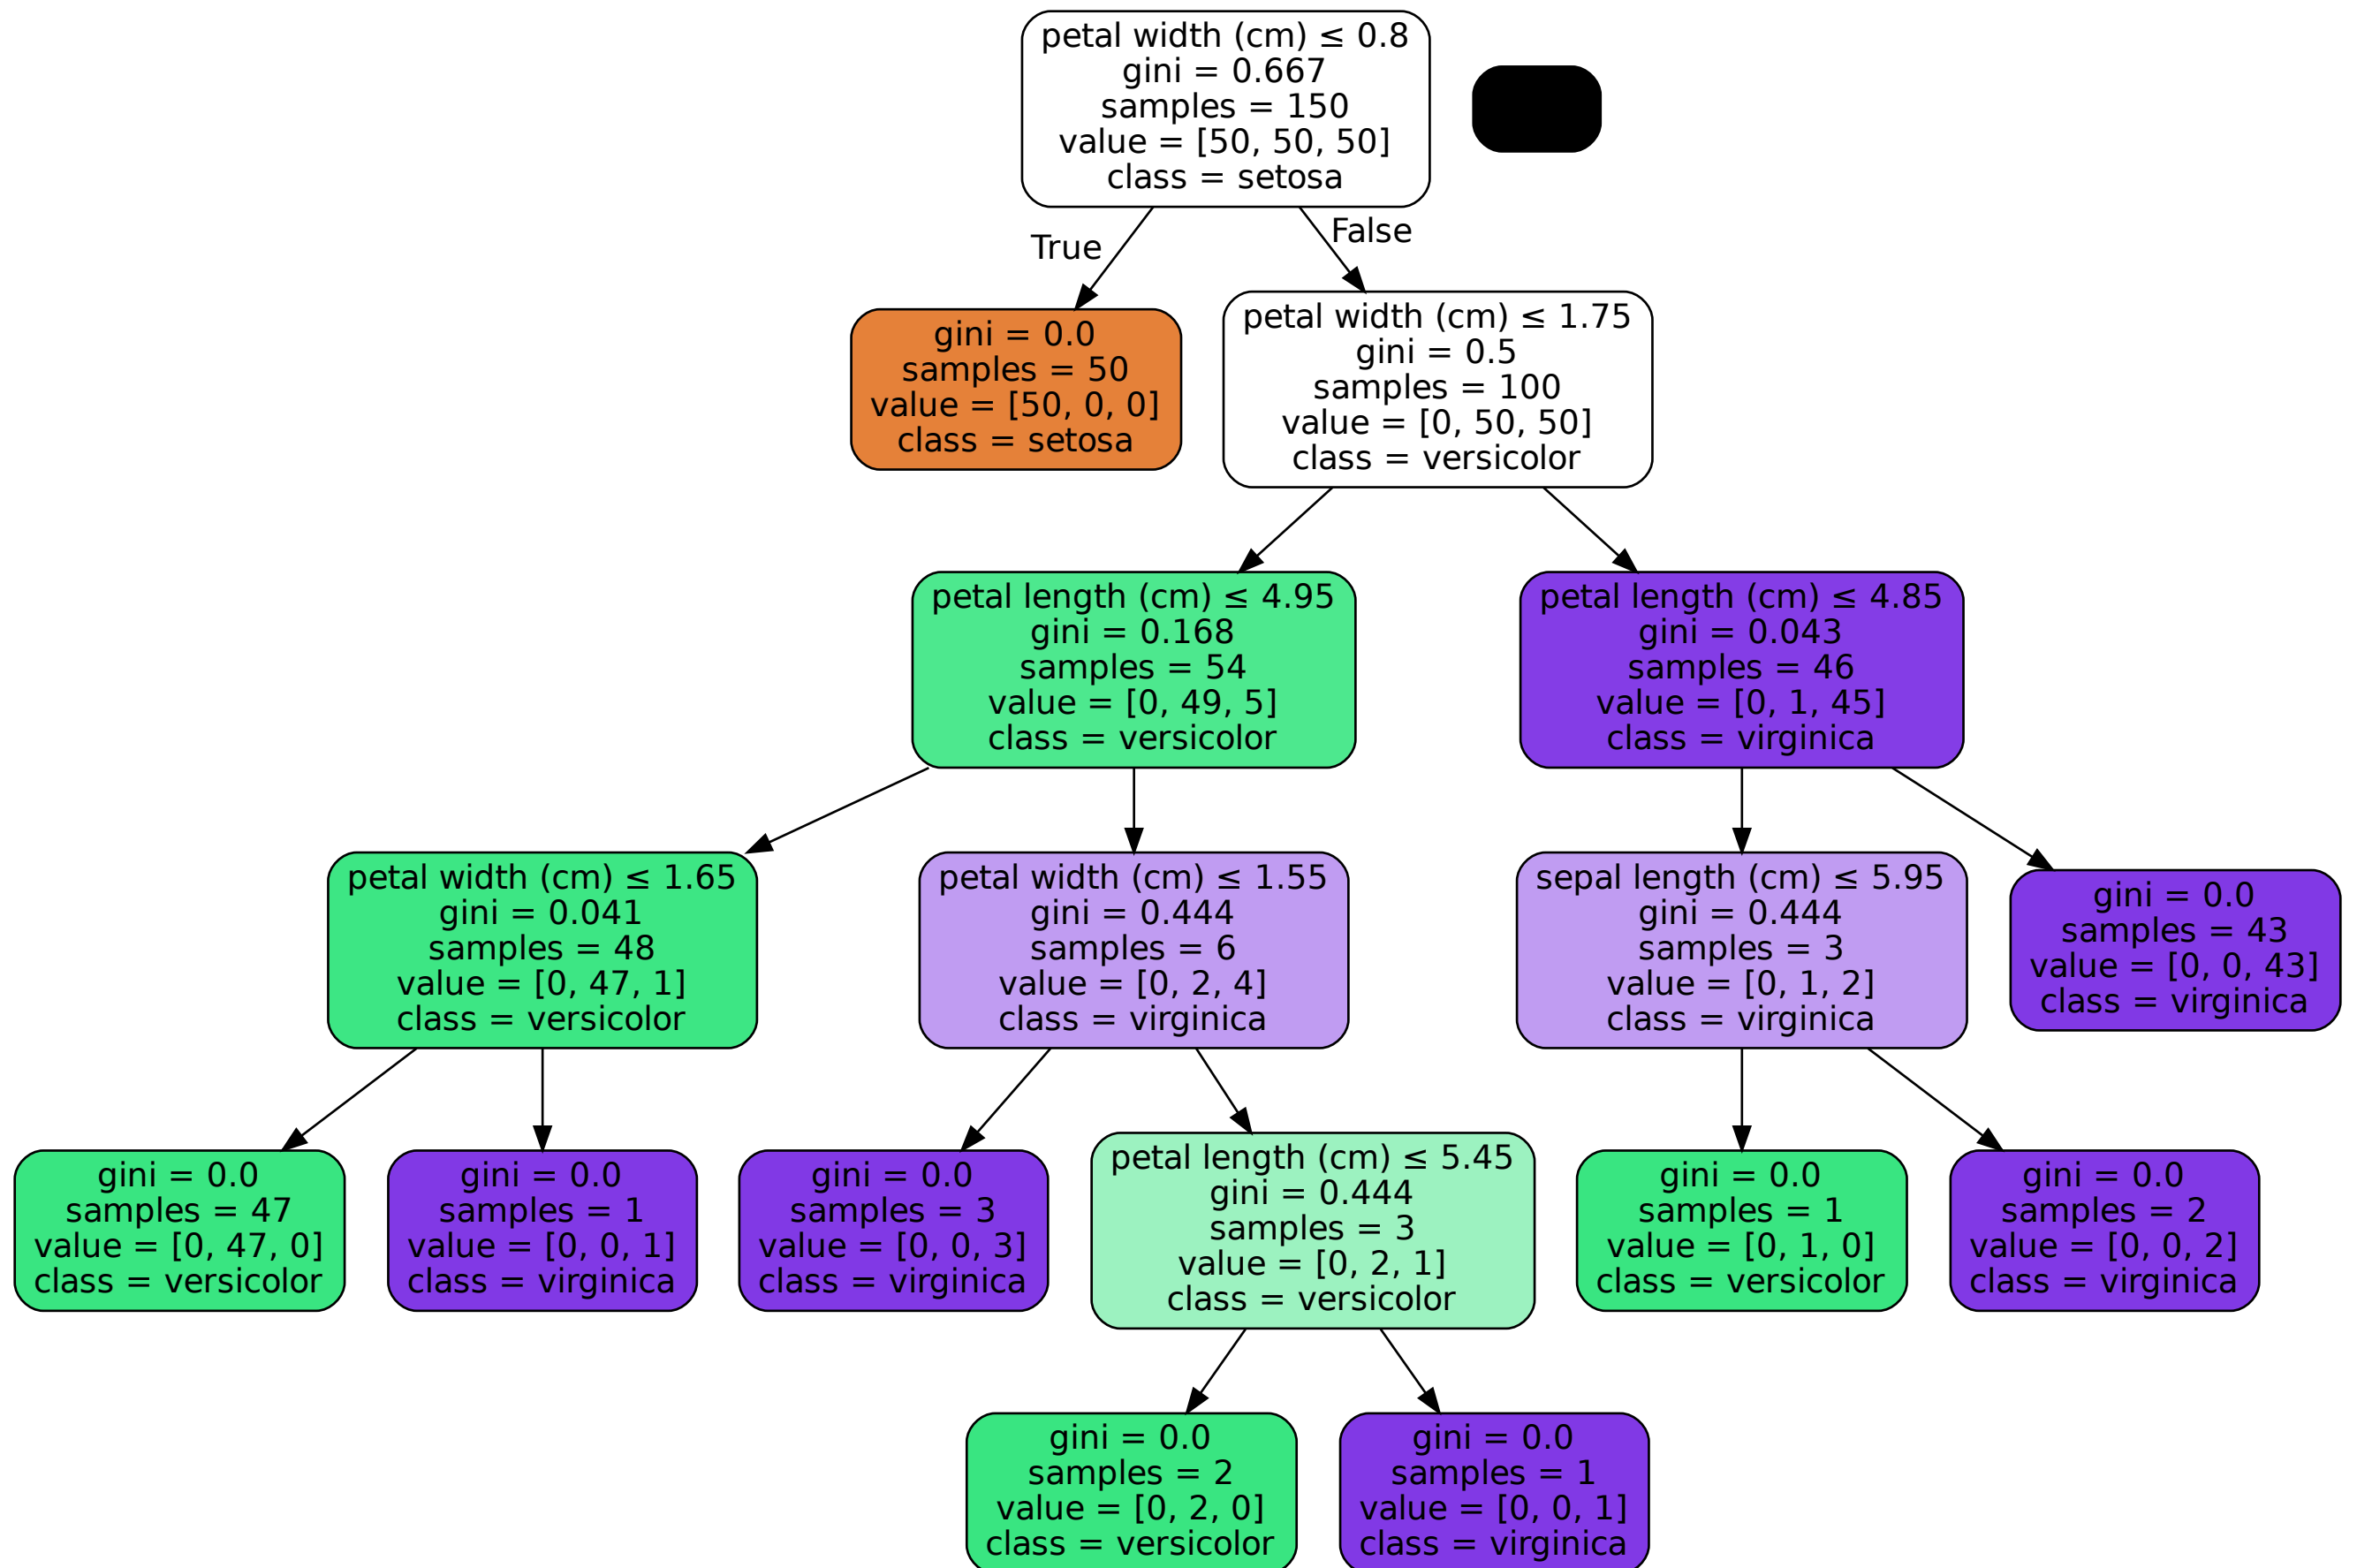 petal width (cm) ≤ 0.8
gini = 0.667
samples = 150
value = [50, 50, 50]
class = setosa
True
False
gini = 0.0
samples = 50
value = [50, 0, 0]
class = setosa
petal width (cm) ≤ 1.75
gini = 0.5
samples = 100
value = [0, 50, 50]
class = versicolor
petal length (cm) ≤ 4.95
gini = 0.168
samples = 54
value = [0, 49, 5]
class = versicolor
petal length (cm) ≤ 4.85
gini = 0.043
samples = 46
value = [0, 1, 45]
class = virginica
petal width (cm) ≤ 1.65
gini = 0.041
samples = 48
value = [0, 47, 1]
class = versicolor
petal width (cm) ≤ 1.55
gini = 0.444
samples = 6
value = [0, 2, 4]
class = virginica
sepal length (cm) ≤ 5.95
gini = 0.444
samples = 3
value = [0, 1, 2]
class = virginica
gini = 0.0
samples = 43
value = [0, 0, 43]
class = virginica
gini = 0.0
samples = 47
value = [0, 47, 0]
class = versicolor
gini = 0.0
samples = 1
value = [0, 0, 1]
class = virginica
gini = 0.0
samples = 3
value = [0, 0, 3]
class = virginica
petal length (cm) ≤ 5.45
gini = 0.444
samples = 3
value = [0, 2, 1]
class = versicolor
gini = 0.0
samples = 1
value = [0, 1, 0]
class = versicolor
gini = 0.0
samples = 2
value = [0, 0, 2]
class = virginica
gini = 0.0
samples = 2
value = [0, 2, 0]
class = versicolor
gini = 0.0
samples = 1
value = [0, 0, 1]
class = virginica